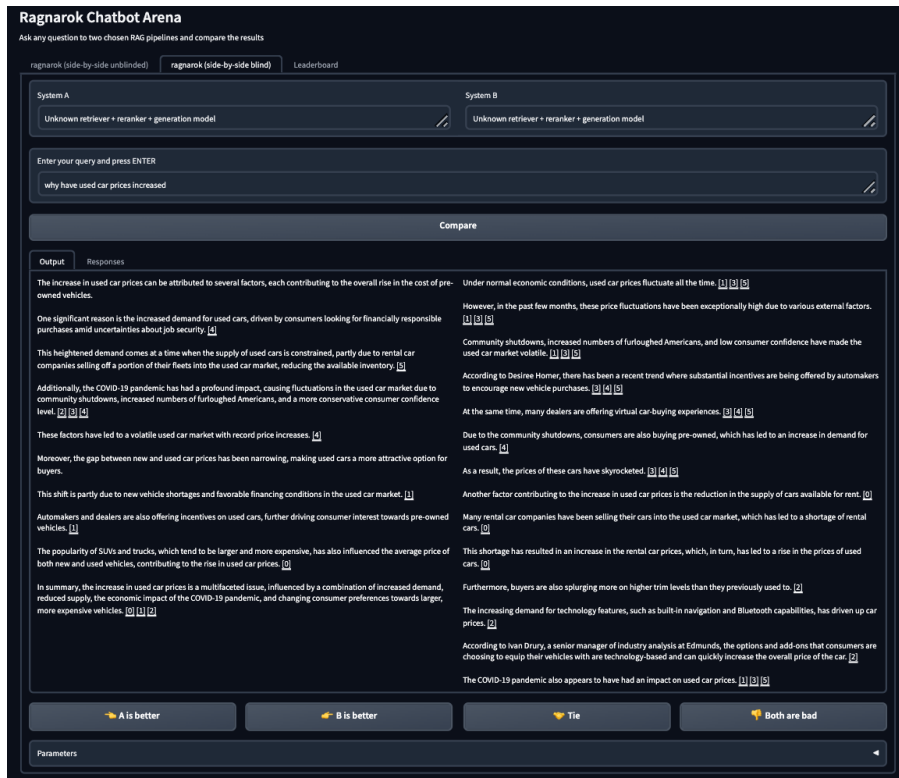 Ragnarok Chatbot Arena
Ask any question to two chosen RAG pipelines and compare the results
ragnarok (side-by-side unblinded)
ragnarok (side-by-side blind)
Leaderboard
System A
Unknown retriever + reranker + generation model
System B
Unknown retriever + reranker + generation model
Enter your query and press ENTER
why have used car prices increased
Compare
Output
Responses
The increase in used car prices can be attributed to several factors, each contributing to the overall rise in the cost of pre-
owned vehicles.
One significant reason is the increased demand for used cars, driven by consumers looking for financially responsible
purchases amid uncertainties about job security. [4]
This heightened demand comes at a time when the supply of used cars is constrained, partly due to rental car
companies selling off a portion of their fleets into the used car market, reducing the available inventory. [5]
Additionally, the COVID-19 pandemic has had a profound impact, causing fluctuations in the used car market due to
community shutdowns, increased numbers of furloughed Americans, and a more conservative consumer confidence
level. [2] [3] [4]
These factors have led to a volatile used car market with record price increases. [4]
Moreover, the gap between new and used car prices has been narrowing, making used cars a more attractive option for
buyers.
This shift is partly due to new vehicle shortages and favorable financing conditions in the used car market. [1]
Automakers and dealers are also offering incentives on used cars, further driving consumer interest towards pre-owned
vehicles. [1]
The popularity of SUVs and trucks, which tend to be larger and more expensive, has also influenced the average price of
both new and used vehicles, contributing to the rise in used car prices. [0]
In summary, the increase in used car prices is a multifaceted issue, influenced by a combination of increased demand,
reduced supply, the economic impact of the COVID-19 pandemic, and changing consumer preferences towards larger,
more expensive vehicles. [0] [1] [2]
Under normal economic conditions, used car prices fluctuate all the time. [1] [3] [5]
However, in the past few months, these price fluctuations have been exceptionally high due to various external factors.
[1] [3] [5]
Community shutdowns, increased numbers of furloughed Americans, and low consumer confidence have made the
used car market volatile. [1] [3] [5]
According to Desiree Homer, there has been a recent trend where substantial incentives are being offered by automakers
to encourage new vehicle purchases. [3] [4] [5]
At the same time, many dealers are offering virtual car-buying experiences. [3] [4] [5]
Due to the community shutdowns, consumers are also buying pre-owned, which has led to an increase in demand for
used cars. [4]
As a result, the prices of these cars have skyrocketed. [3] [4] [5]
Another factor contributing to the increase in used car prices is the reduction in the supply of cars available for rent. [0]
Many rental car companies have been selling their cars into the used car market, which has led to a shortage of rental
cars. [0]
This shortage has resulted in an increase in the rental car prices, which, in turn, has led to a rise in the prices of used
cars. [0]
Furthermore, buyers are also splurging more on higher trim levels than they previously used to. [2]
The increasing demand for technology features, such as built-in navigation and Bluetooth capabilities, has driven up car
prices. [2]
According to Ivan Drury, a senior manager of industry analysis at Edmunds, the options and add-ons that consumers are
choosing to equip their vehicles with are technology-based and can quickly increase the overall price of the car. [2]
The COVID-19 pandemic also appears to have had an impact on used car prices. [1] [3] [5]
👈 A is better
👉 B is better
🤝 Tie
👎 Both are bad
Parameters